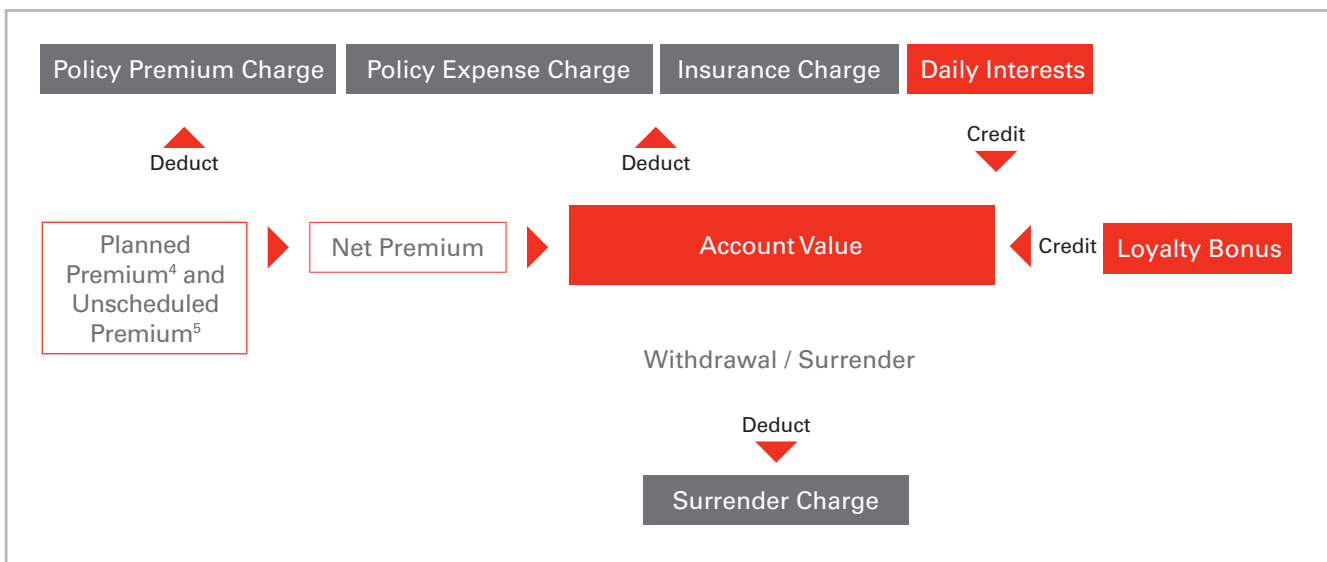 Policy Premium Charge
Policy Expense Charge
Insurance Charge
Daily Interests
Deduct
Deduct
Credit
Planned
Premium⁴ and
Unscheduled
Premium⁵
Net Premium
Account Value
Credit
Loyalty Bonus
Withdrawal / Surrender
Deduct
Surrender Charge